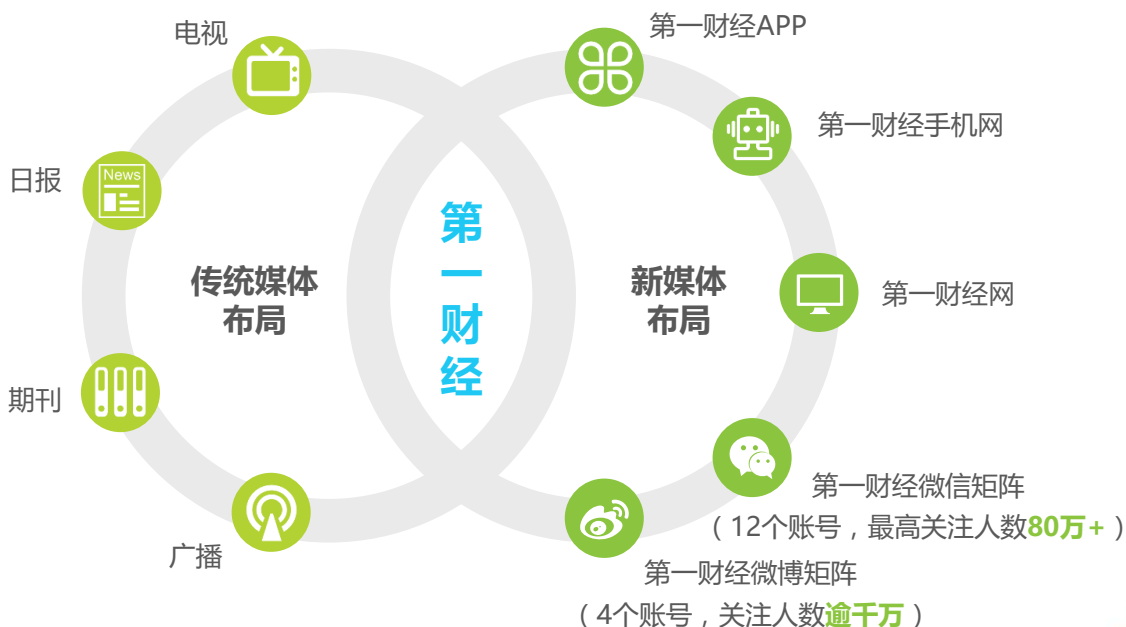 电视
第一财经APP
第一财经手机网
日报
News
第一财经
传统媒体
布局
新媒体
布局
第一财经网
期刊
第一财经微信矩阵
（12个账号，最高关注人数80万+）
广播
第一财经微博矩阵
（4个账号，关注人数逾千万）